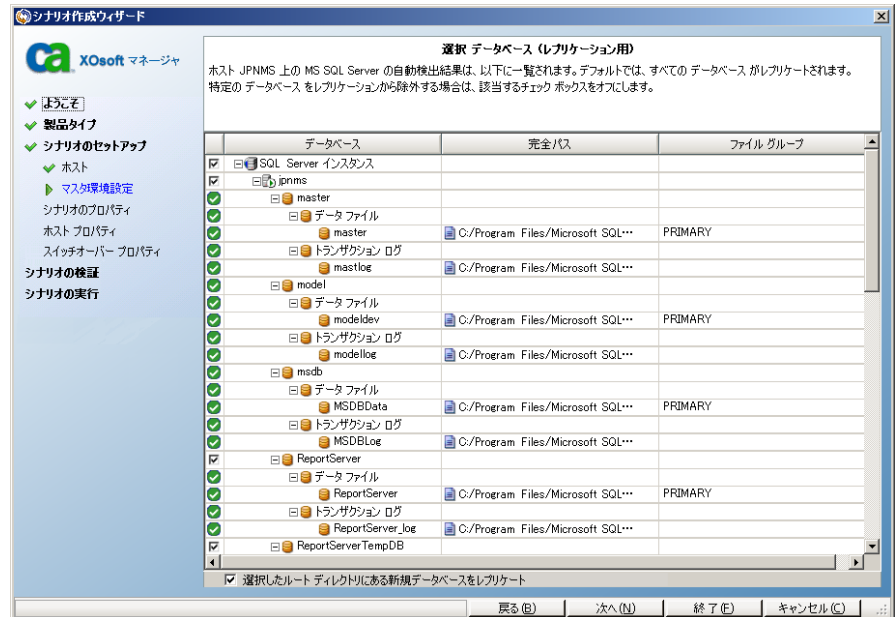 シナリオ作成ウィザード
ca XOsoft マネージャ
ようこそ
製品タイプ
シナリオのセットアップ
ホスト
マスタ環境設定
シナリオのプロパティ
ホスト プロパティ
スイッチオーバー プロパティ
シナリオの検証
シナリオの実行
選択 データベース (レプリケーション用)
ホスト JPNMS 上の MS SQL Server の自動検出結果は、以下に一覧されます。デフォルトでは、すべての データベース がレプリケートされます。
特定の データベース をレプリケーションから除外する場合は、該当するチェック ボックスをオフにします。
データベース 完全パス ファイル グループ
SQL Server インスタンス
jpnms
master
データ ファイル
master C:/Program Files/Microsoft SQL… PRIMARY
トランザクション ログ
mastlog C:/Program Files/Microsoft SQL…
model
データ ファイル
modeldev C:/Program Files/Microsoft SQL… PRIMARY
トランザクション ログ
modellog C:/Program Files/Microsoft SQL…
msdb
データ ファイル
MSDBData C:/Program Files/Microsoft SQL… PRIMARY
トランザクション ログ
MSDBLog C:/Program Files/Microsoft SQL…
ReportServer
データ ファイル
ReportServer C:/Program Files/Microsoft SQL… PRIMARY
トランザクション ログ
ReportServer_log C:/Program Files/Microsoft SQL…
ReportServerTempDB
選択したルート ディレクトリにある新規データベースをレプリケート
戻る(B) 次へ(N) 終了(F) キャンセル(C)